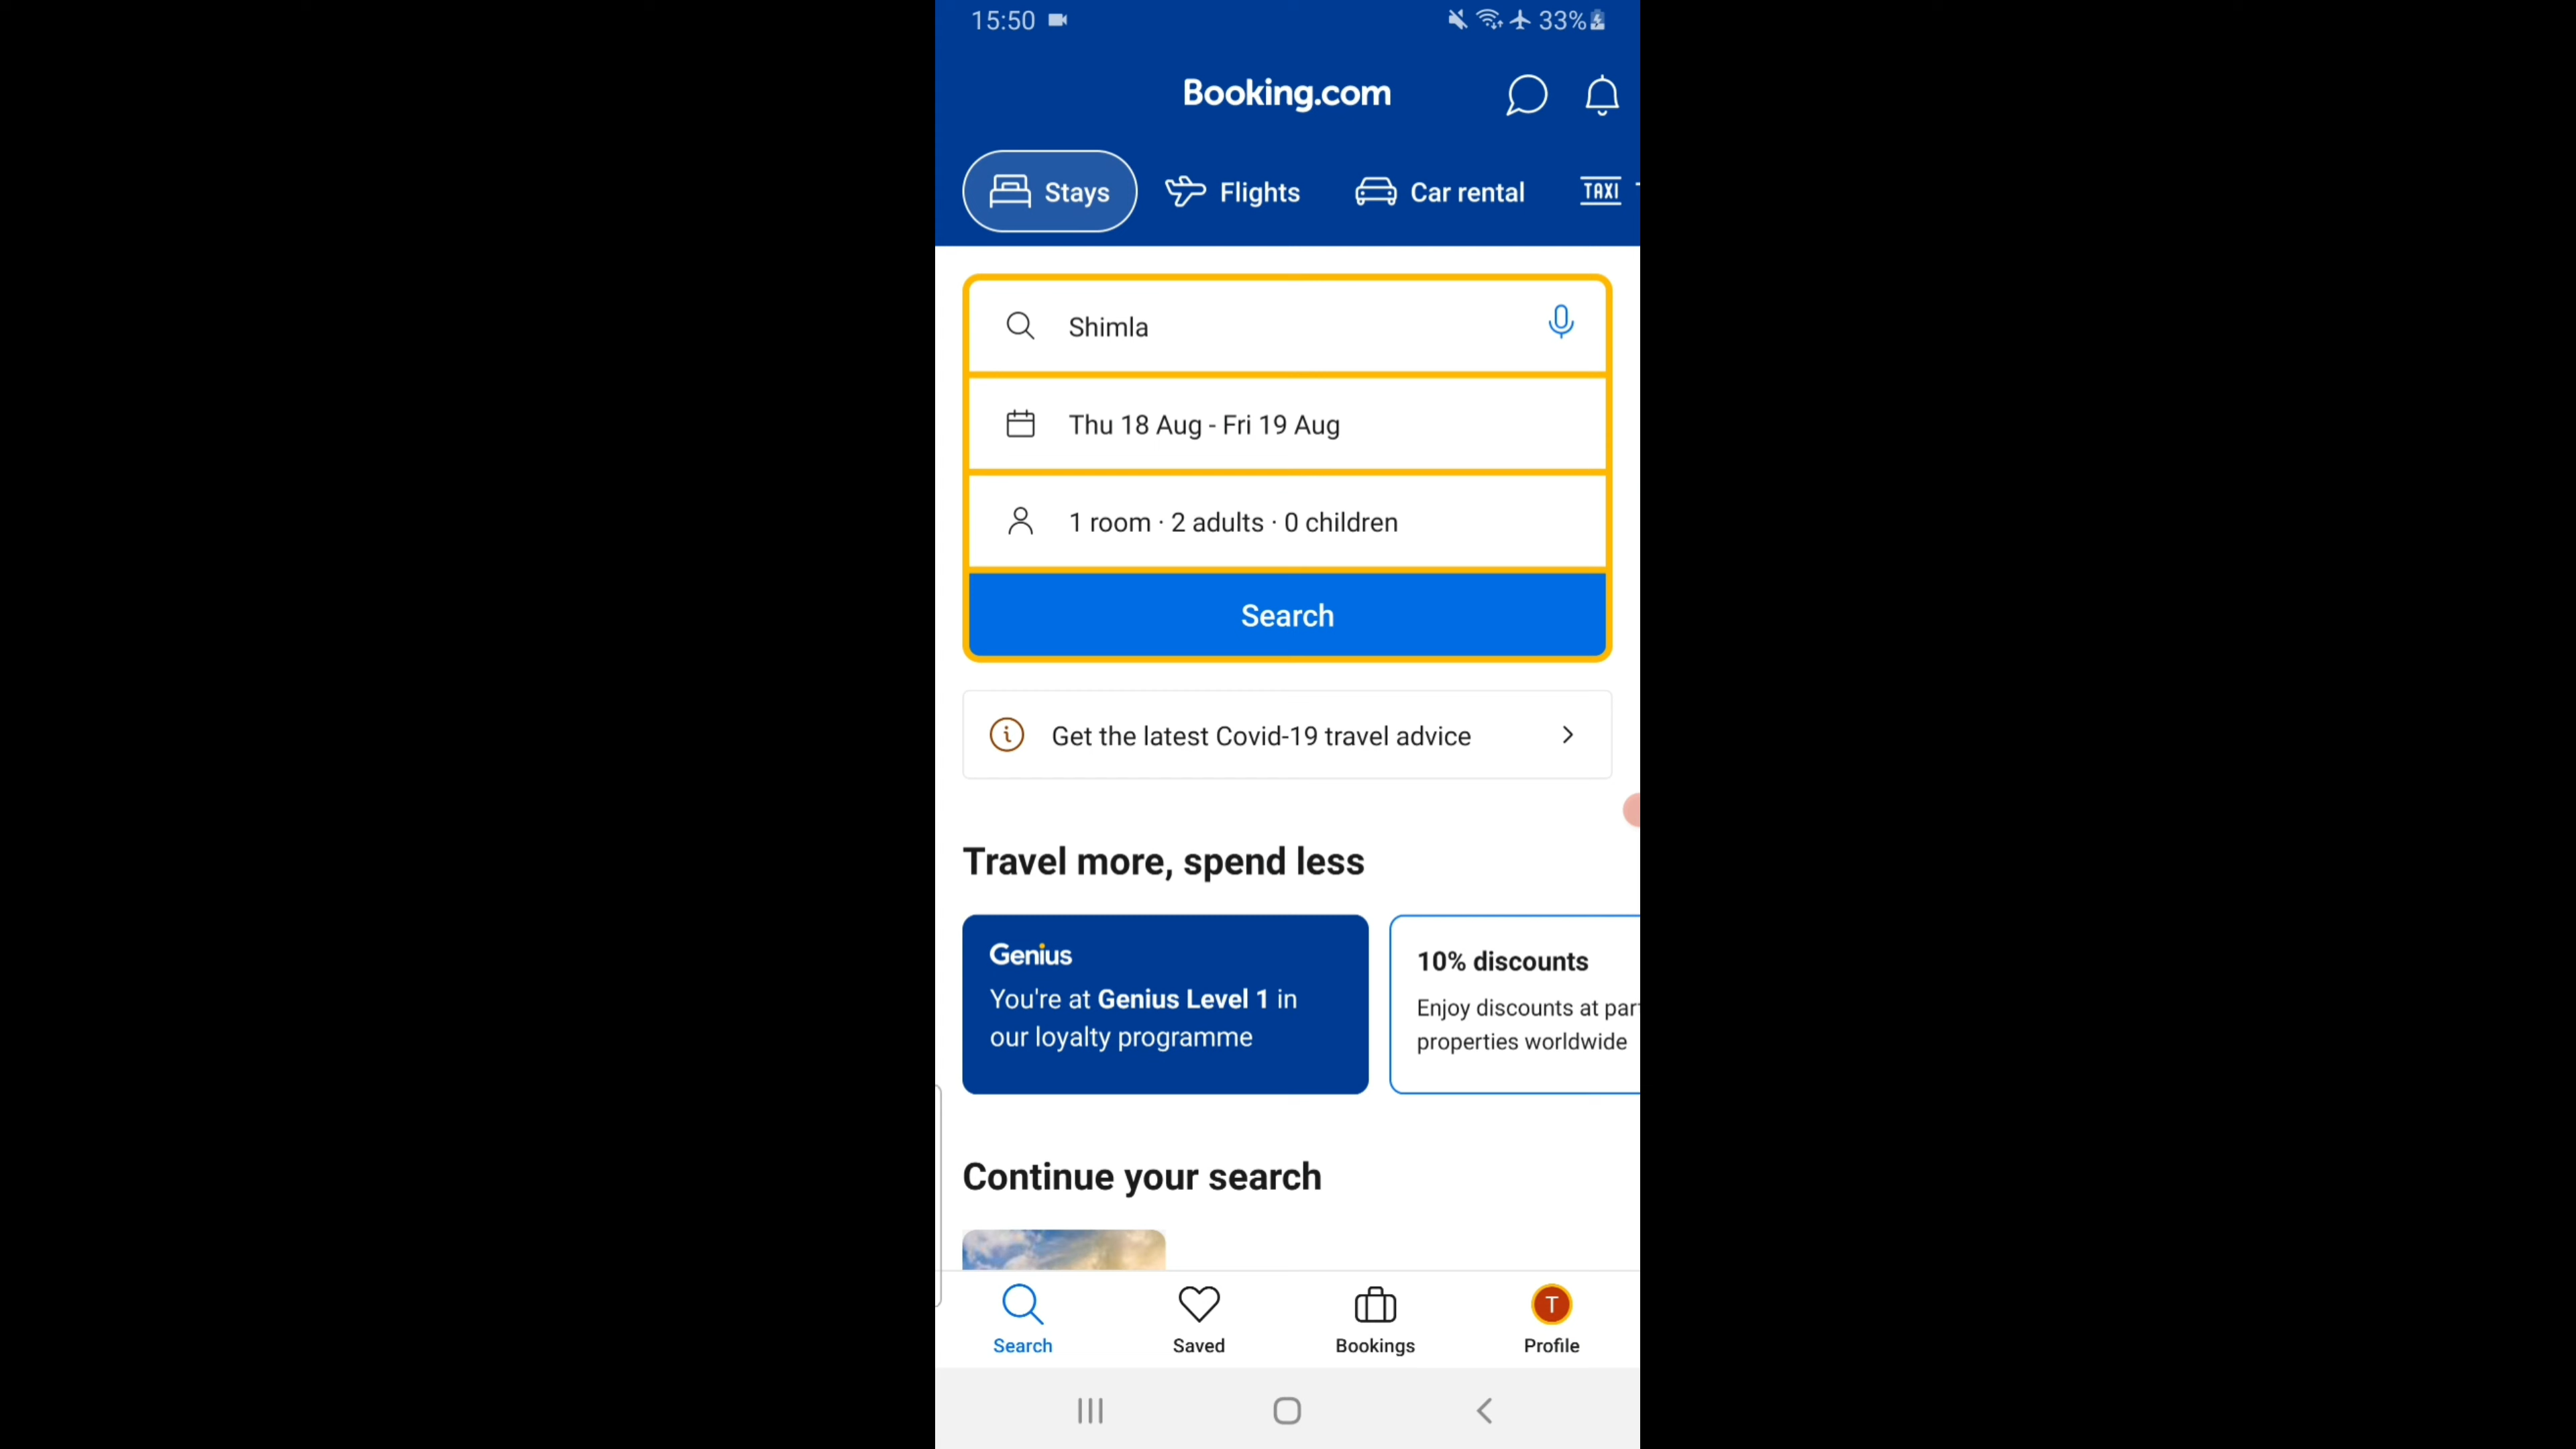 15:50
33%
Booking.com
Stays
Flights
Car rental
TAXI
Shimla
Thu 18 Aug - Fri 19 Aug
1 room · 2 adults · 0 children
Search
Get the latest Covid-19 travel advice
Travel more, spend less
Genius
You're at Genius Level 1 in
our loyalty programme
10% discounts
Enjoy discounts at
properties worldwide
Continue your search
T
Search
Saved
Bookings
Profile